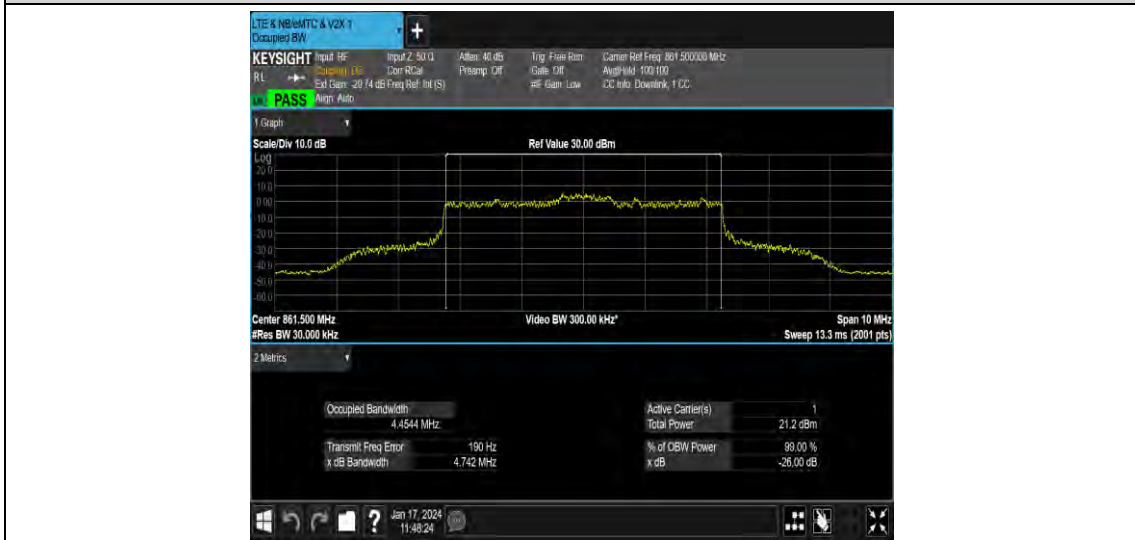 LTE & NB/eMTC & V2X 1
Occupied BW
+
KEYSIGHT Input: RF Input Z: 50 Ω Atten: 40 dB Trig: Free Run Carrier Ref Freq: 861.500000 MHz
RL Coupling: DC Corr RCal Preamp: Off Gate: Off Avg|Hold: 100/100
Ext Gain: -29.74 dB Freq Ref: Int (S) #IF Gain: Low CC Info: Downlink, 1 CC
PASS Align: Auto
1 Graph
Scale/Div 10.0 dB Ref Value 30.00 dBm
Log
20.0
10.0
0.00
-10.0
-20.0
-30.0
-40.0
-50.0
-60.0
Center 861.500 MHz Video BW 300.00 kHz* Span 10 MHz
#Res BW 30.000 kHz Sweep 13.3 ms (2001 pts)
2 Metrics
Occupied Bandwidth Active Carrier(s) 1
4.4544 MHz Total Power 21.2 dBm
Transmit Freq Error 190 Hz % of OBW Power 99.00 %
x dB Bandwidth 4.742 MHz x dB -26.00 dB
? Jan 17, 2024
11:48:24